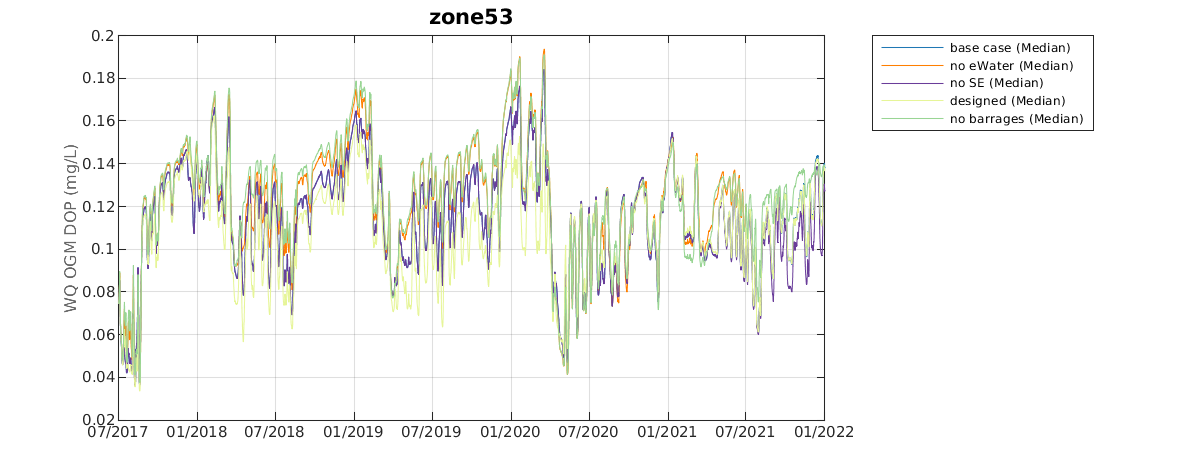 zone53
0.2
0.18
0.16
0.14
0.12
0.1
0.08
0.06
0.04
0.02
WQ OGM DOP (mg/L)
07/2017 01/2018 07/2018 01/2019 07/2019 01/2020 07/2020 01/2021 07/2021 01/2022
base case (Median)
no eWater (Median)
no SE (Median)
designed (Median)
no barrages (Median)